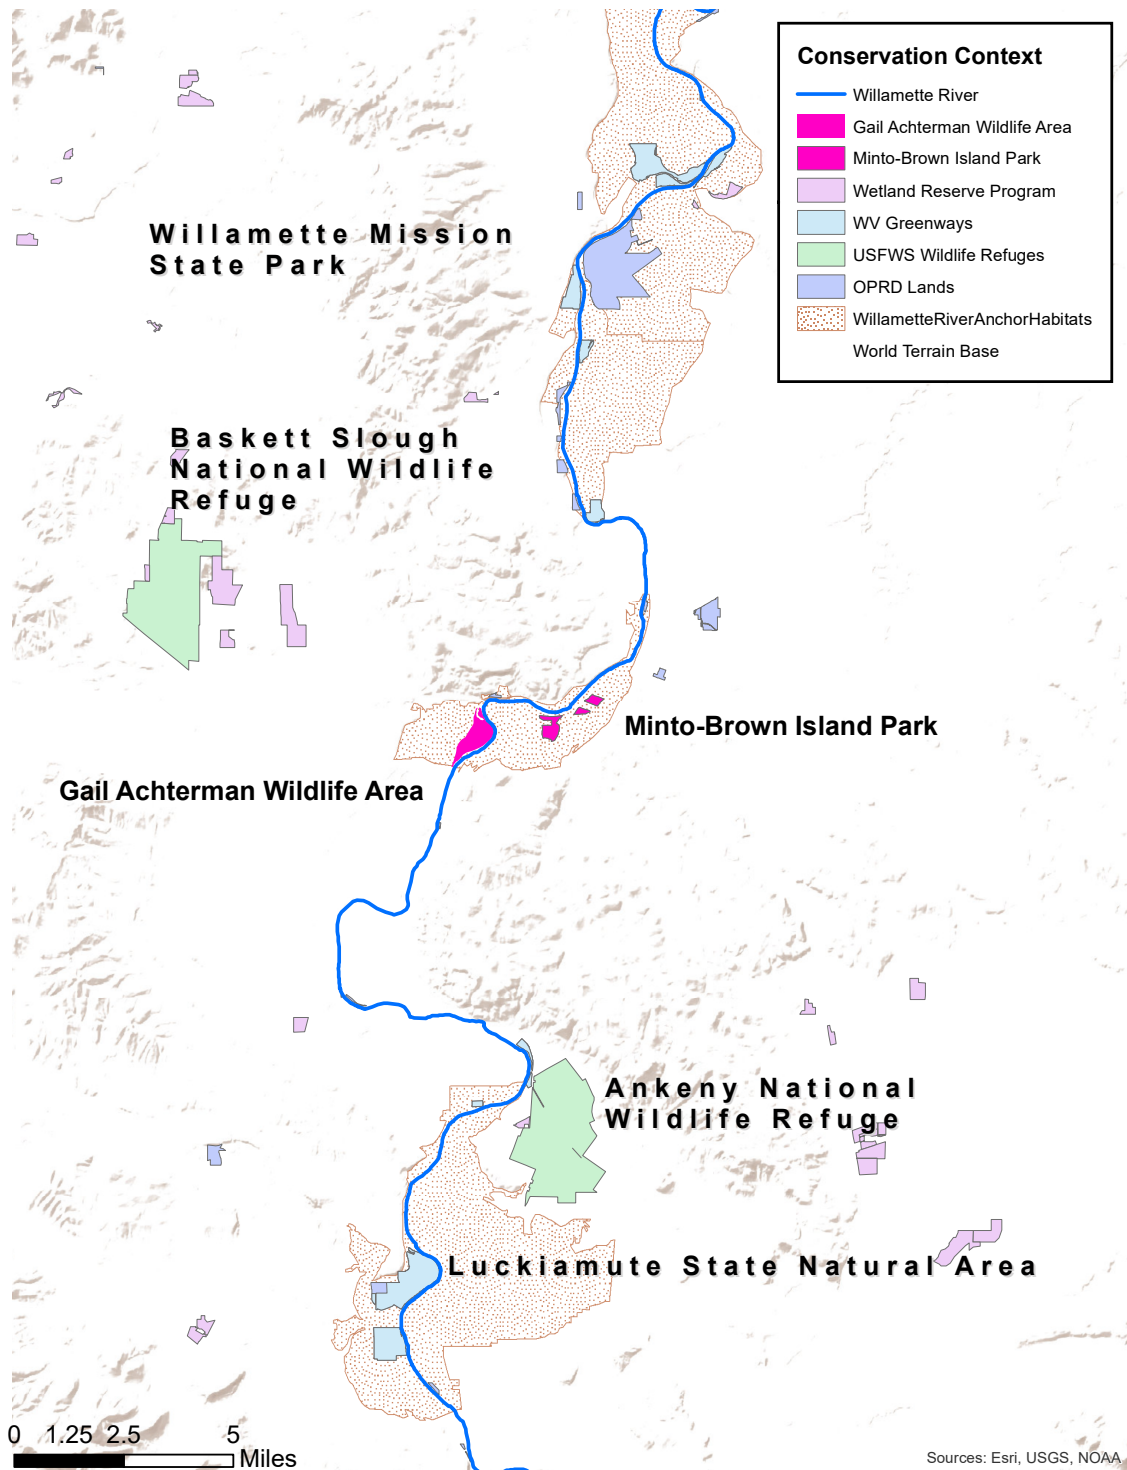 Conservation Context
Willamette River
Gail Achterman Wildlife Area
Minto-Brown Island Park
Wetland Reserve Program
WV Greenways
USFWS Wildlife Refuges
OPRD Lands
WillametteRiverAnchorHabitats
World Terrain Base
Willamette Mission
State Park
Baskett Slough
National Wildlife
Refuge
Minto-Brown Island Park
Gail Achterman Wildlife Area
Ankeny National
Wildlife Refuge
Luckiamute State Natural Area
0 1.25 2.5 5
Miles
Sources: Esri, USGS, NOAA